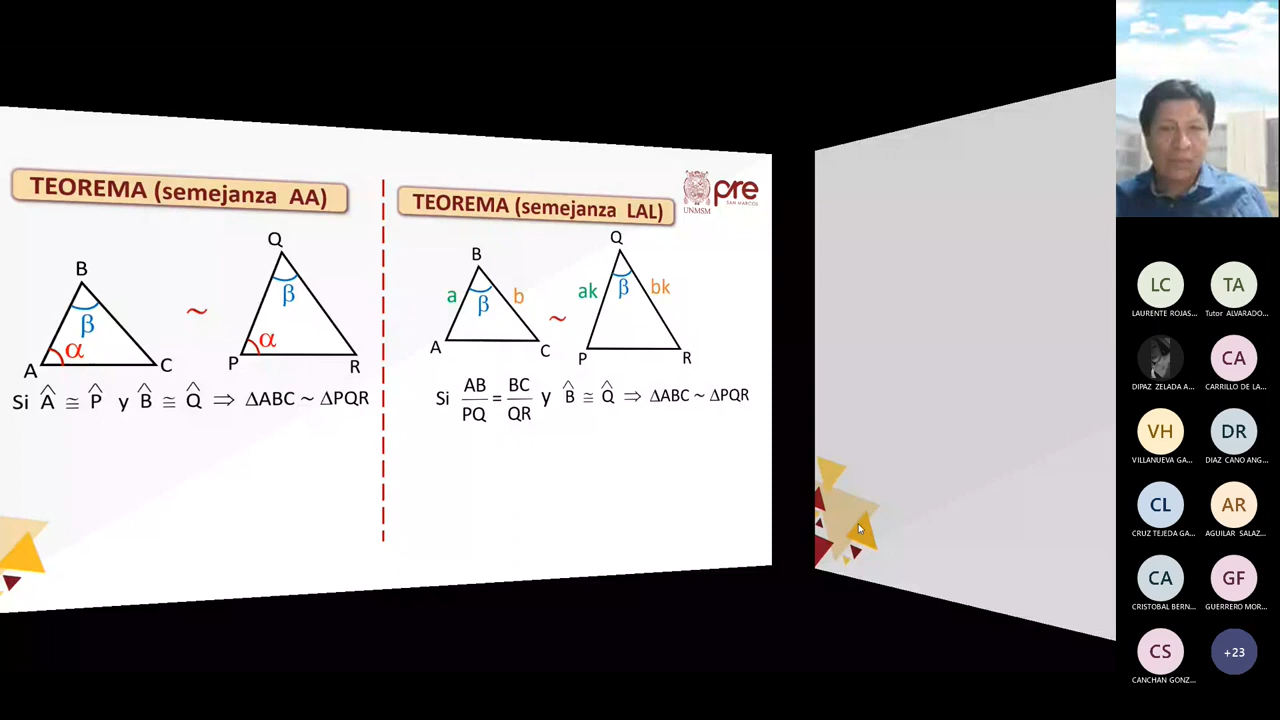 TEOREMA (semejanza AA)
Q
B
β
β
α
α
A
C
P
R
~
Si Â ≅ P̂ y B̂ ≅ Q̂ ⇒ ΔABC ~ ΔPQR
TEOREMA (semejanza LAL)
UNMSM
pre
SAN MARCOS
Q
B
a
β
b
ak
β
bk
~
A
C
P
R
Si AB/PQ = BC/QR y B̂ ≅ Q̂ ⇒ ΔABC ~ ΔPQR
LC
TA
LAURENTE ROJAS...
Tutor ALVARADO...
CA
DIPAZ ZELADA A...
CARRILLO DE LA...
VH
DR
VILLANUEVA GA...
DIAZ CANO ANG...
CL
AR
CRUZ TEJEDA GA...
AGUILAR SALAZ...
CA
GF
CRISTOBAL BERN...
GUERRERO MOR...
CS
+23
CANCHAN GONZ...